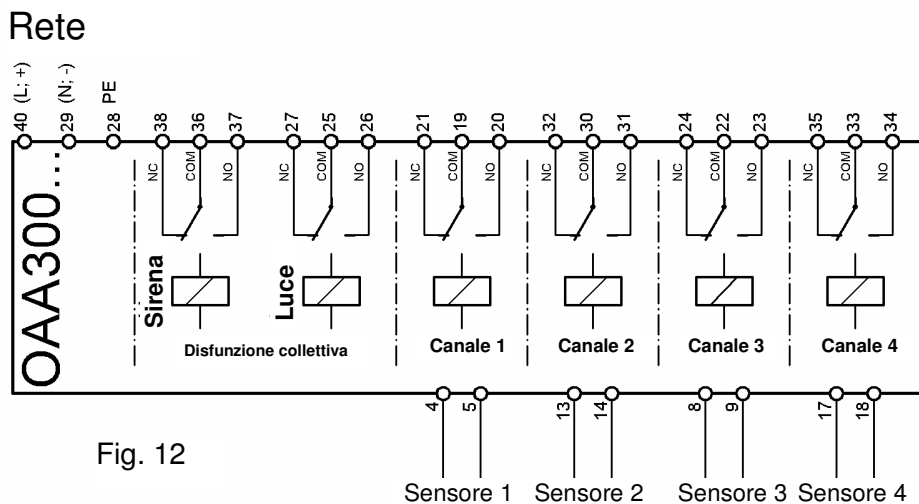 Rete
40 (L; +)
29 (N; -)
28 PE
38 36 37 27 25 26 21 19 20 32 30 31 24 22 23 35 33 34
NC COM NO NC COM NO NC COM NO NC COM NO NC COM NO NC COM NO
OAA300...
Sirena
Luce
Disfunzione collettiva
Canale 1
Canale 2
Canale 3
Canale 4
4 5 13 14 8 9 17 18
Fig. 12
Sensore 1 Sensore 2 Sensore 3 Sensore 4